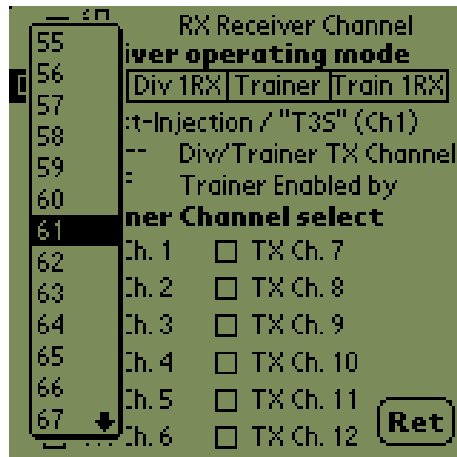 RX Receiver Channel
55
iver operating mode
56
Div 1RX Trainer Train 1RX
57
:t-Injection / "T3S" (Ch1)
58
-- Div/Trainer TX Channel
59
Trainer Enabled by
60
61
ner Channel select
62
Ch. 1 TX Ch. 7
63
Ch. 2 TX Ch. 8
64
Ch. 3 TX Ch. 9
65
Ch. 4 TX Ch. 10
66
Ch. 5 TX Ch. 11
67
Ret
Ch. 6 TX Ch. 12